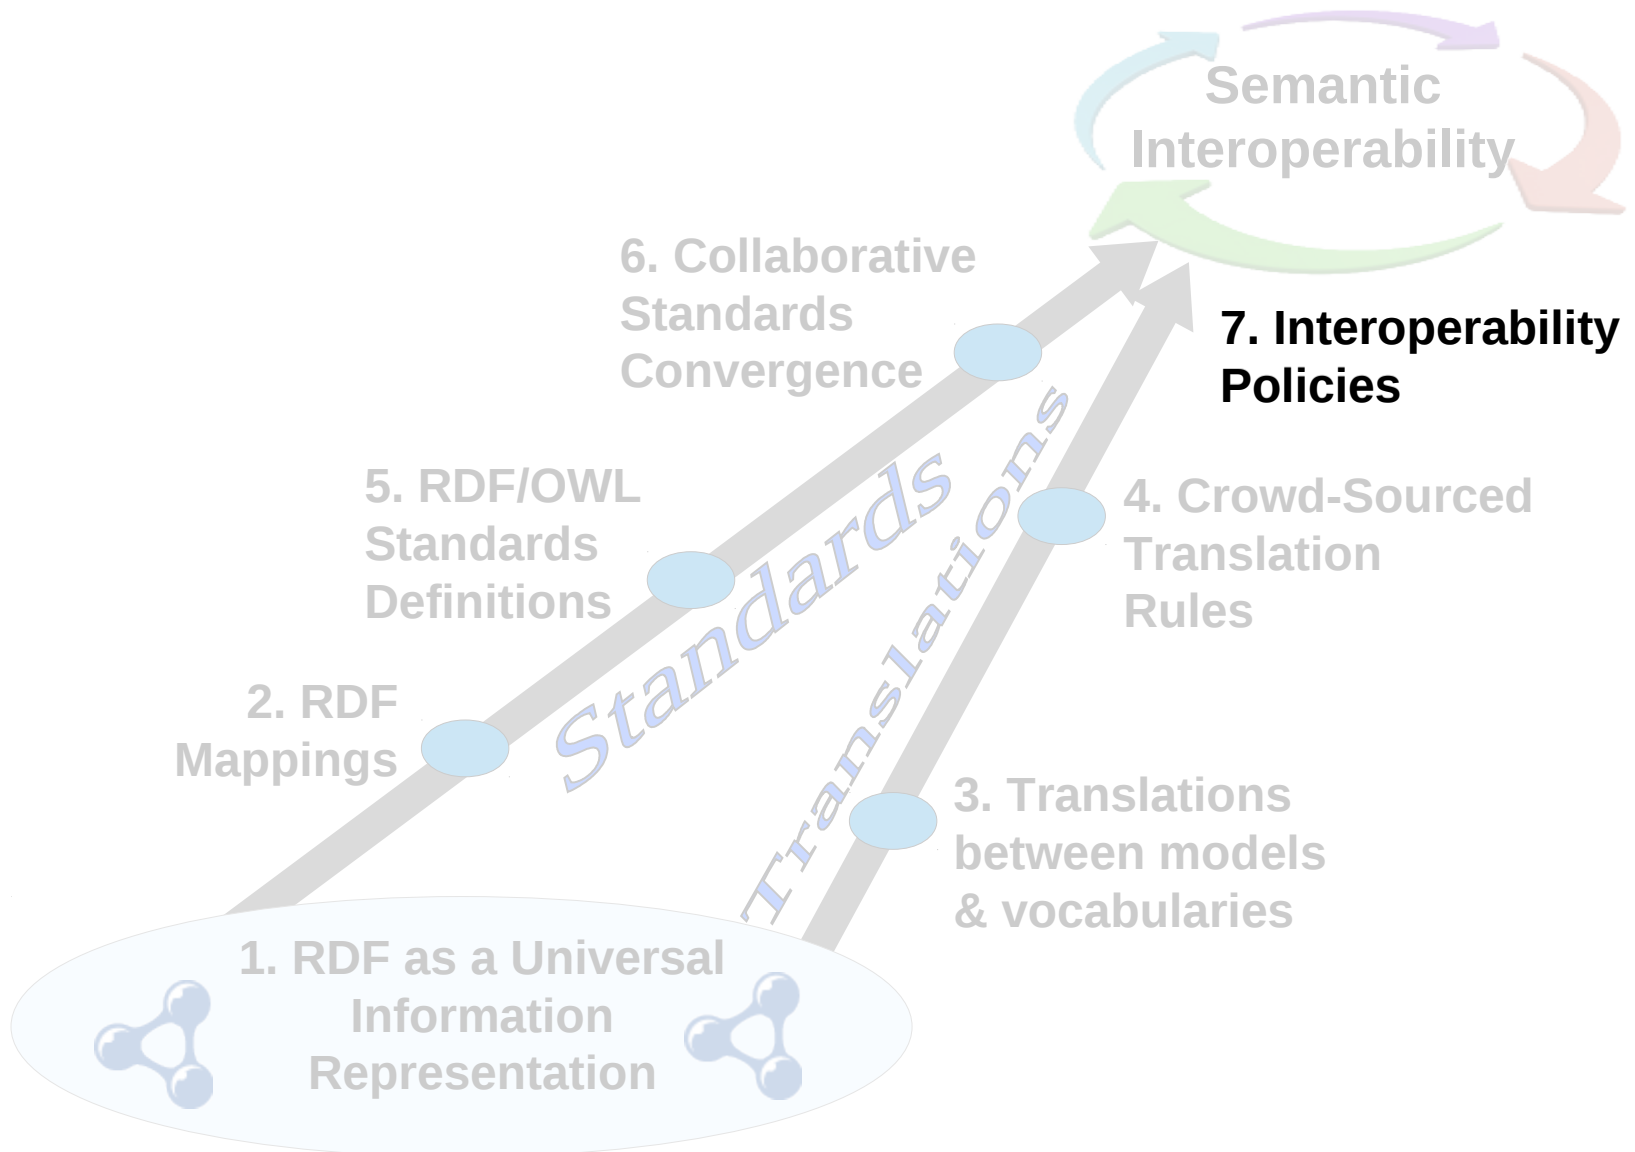 Semantic
Interoperability
6. Collaborative
Standards
Convergence
7. Interoperability
Policies
5. RDF/OWL
Standards
Definitions
4. Crowd-Sourced
Translation
Rules
Standards
Translations
2. RDF
Mappings
3. Translations
between models
& vocabularies
1. RDF as a Universal
Information
Representation